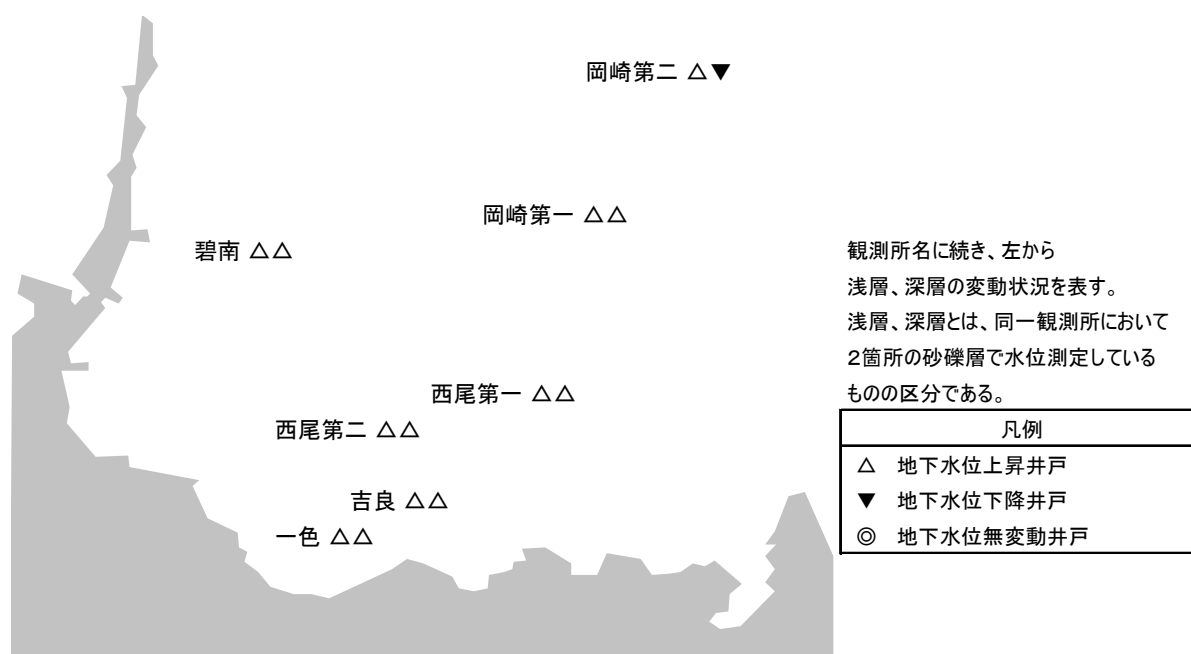 岡崎第二 △▼
岡崎第一 △△
碧南 △△
西尾第一 △△
西尾第二 △△
吉良 △△
一色 △△
観測所名に続き、左から
浅層、深層の変動状況を表す。
浅層、深層とは、同一観測所において
２箇所の砂礫層で水位測定している
ものの区分である。
凡例
△ 地下水位上昇井戸
▼ 地下水位下降井戸
◎ 地下水位無変動井戸